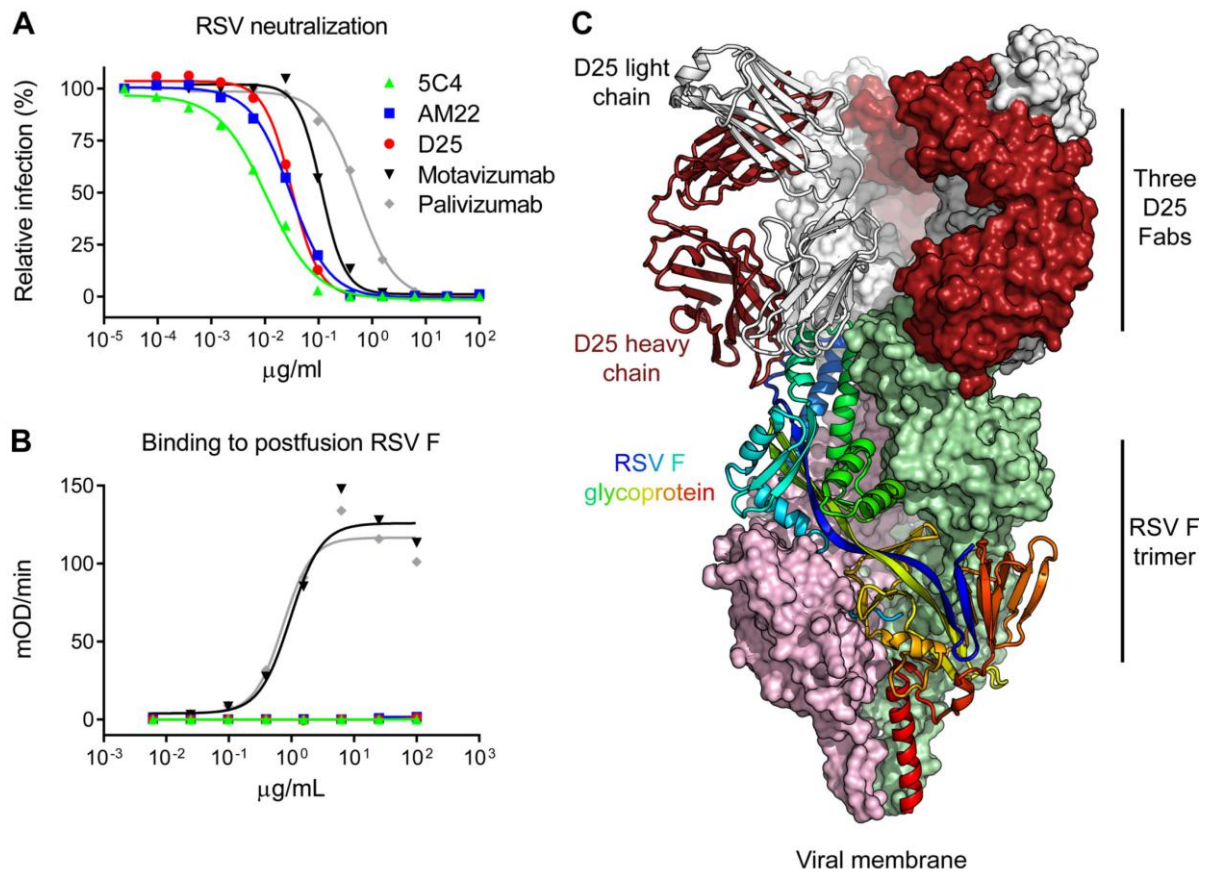 A
RSV neutralization
Relative infection (%)
100
75
50
25
0
10⁻⁵ 10⁻⁴ 10⁻³ 10⁻² 10⁻¹ 10⁰ 10¹ 10²
µg/ml
5C4
AM22
D25
Motavizumab
Palivizumab
B
Binding to postfusion RSV F
mOD/min
150
100
50
0
10⁻³ 10⁻² 10⁻¹ 10⁰ 10¹ 10² 10³
µg/mL
C
D25 light
chain
D25 heavy
chain
RSV F
glycoprotein
Three
D25
Fabs
RSV F
trimer
Viral membrane